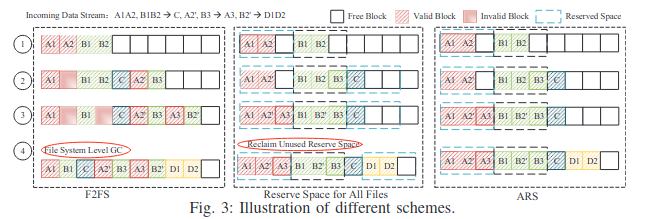 Incoming Data Stream: A1A2, B1B2 → C, A2', B3 → A3, B2' → D1D2
Free Block Valid Block Invalid Block Reserved Space
1 A1 A2 B1 B2 A1 A2 B1 B2 A1 A2 B1 B2
2 A1 B1 B2 C A2' B3 A1 A2' B1 B2 B3 C A1 A2' B1 B2 B3 C
3 A1 B1 C A2' B3 A3 B2' A1 A2' A3 B1 B2' B3 C A1 A2' A3 B1 B2' B3 C
4 File System Level GC Reclaim Unused Reserve Space
A1 B1 C A2' B3 A3 B2' D1 D2 A1 A2' A3 B1 B2' B3 C D1 D2 A1 A2' A3 B1 B2' B3 C D1 D2
F2FS Reserve Space for All Files ARS
Fig. 3: Illustration of different schemes.